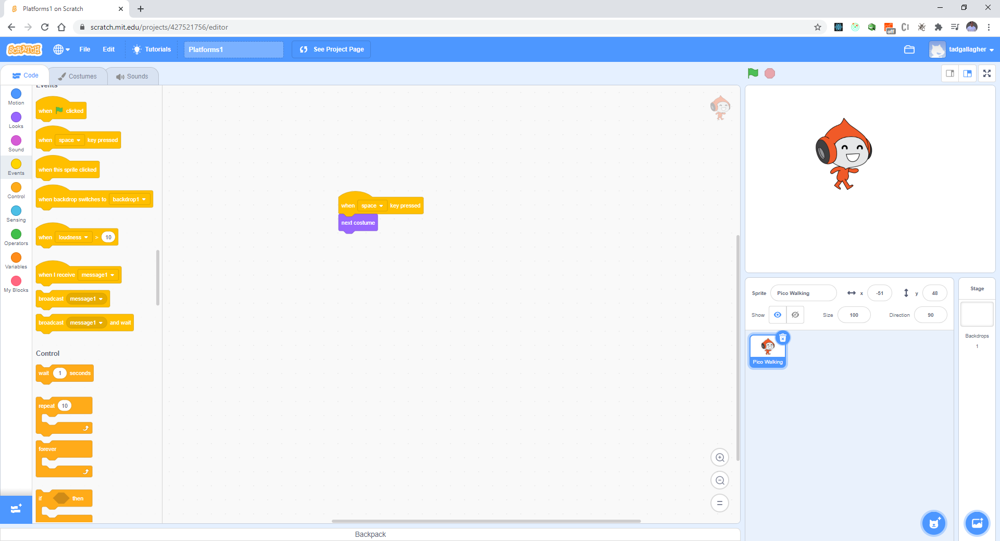 Platforms1 on Scratch
scratch.mit.edu/projects/427521756/editor
off
SCRATCH
File
Edit
Tutorials
Platforms1
See Project Page
tadgallagher
Code
Costumes
Sounds
Motion
Looks
Sound
Events
Control
Sensing
Operators
Variables
My Blocks
Events
when clicked
when space key pressed
when this sprite clicked
when backdrop switches to backdrop1
when loudness > 10
when I receive message1
broadcast message1
broadcast message1 and wait
Control
wait 1 seconds
repeat 10
forever
if then
when space key pressed
next costume
Sprite Pico Walking x -51 y 48
Show Size 100 Direction 90
Pico Walking
Stage
Backdrops
1
Backpack